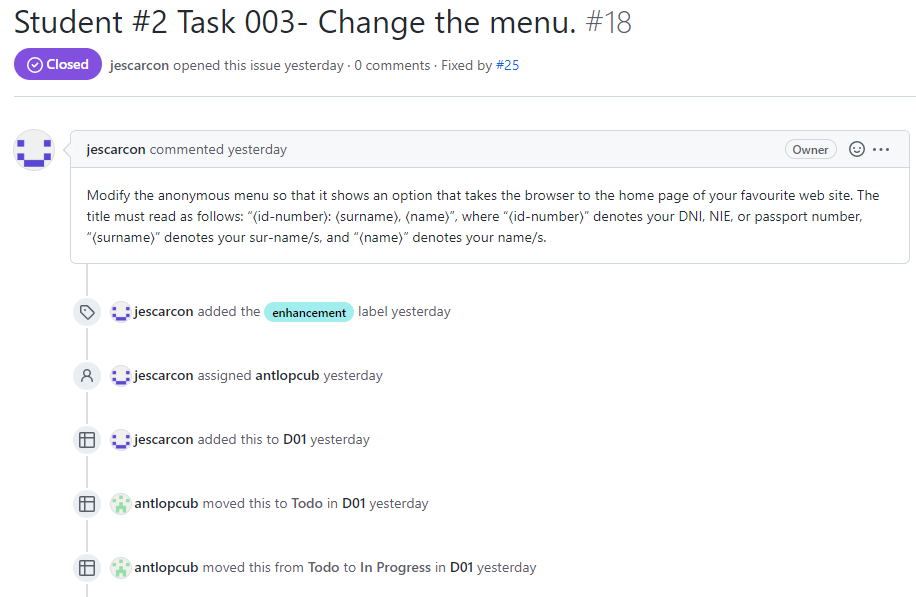 Student #2 Task 003- Change the menu. #18
Closed jescarcon opened this issue yesterday · 0 comments · Fixed by #25
jescarcon commented yesterday Owner
Modify the anonymous menu so that it shows an option that takes the browser to the home page of your favourite web site. The
title must read as follows: “⟨id-number⟩: ⟨surname⟩, ⟨name⟩”, where “⟨id-number⟩” denotes your DNI, NIE, or passport number,
“⟨surname⟩” denotes your sur-name/s, and “⟨name⟩” denotes your name/s.
jescarcon added the enhancement label yesterday
jescarcon assigned antlopcub yesterday
jescarcon added this to D01 yesterday
antlopcub moved this to Todo in D01 yesterday
antlopcub moved this from Todo to In Progress in D01 yesterday